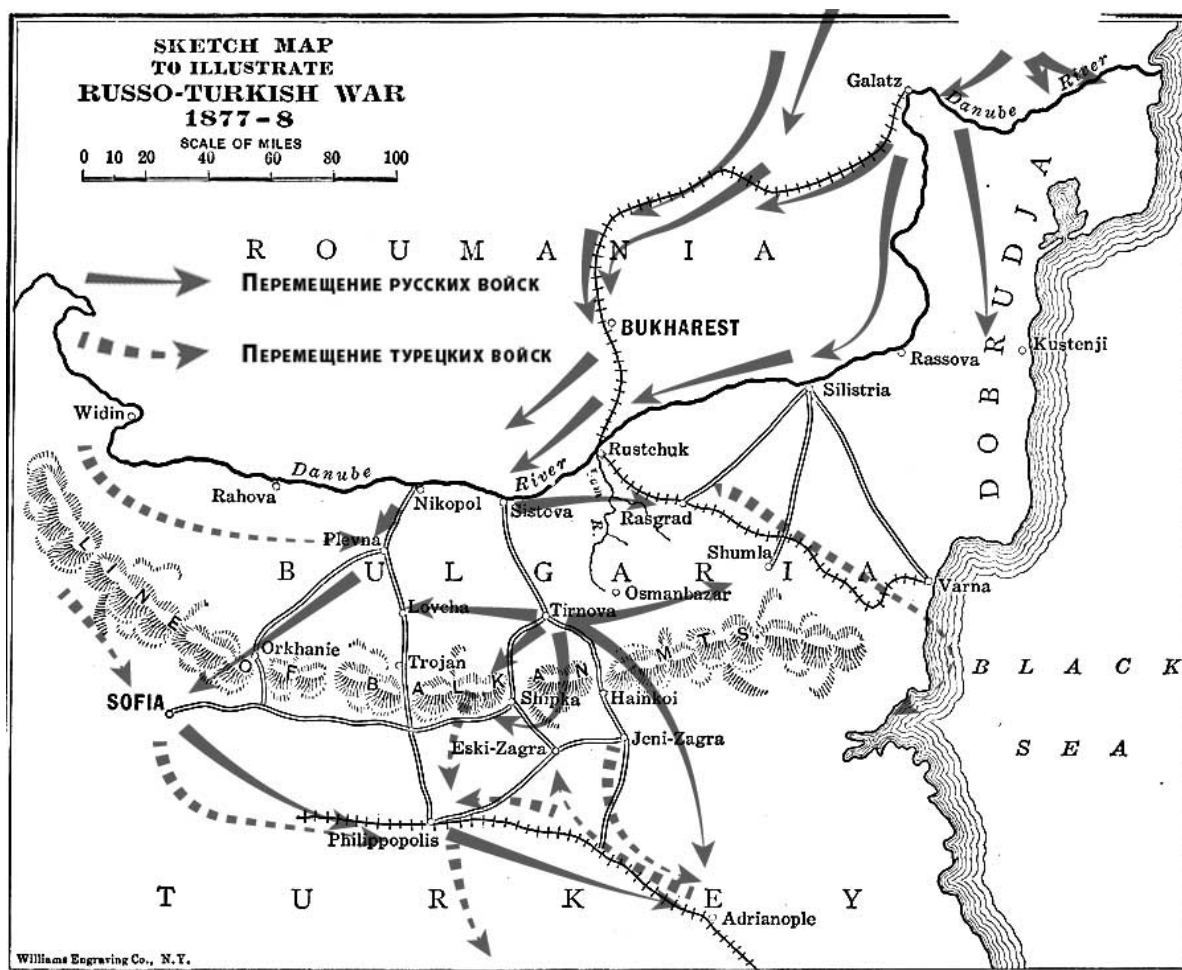 SKETCH MAP
TO ILLUSTRATE
RUSSO-TURKISH WAR
1877-8
SCALE OF MILES
0 10 20 40 60 80 100
Galatz
Danube River
ROUMANIA
DOBRUDJA
ПЕРЕМЕЩЕНИЕ РУССКИХ ВОЙСК
BUKHAREST
ПЕРЕМЕЩЕНИЕ ТУРЕЦКИХ ВОЙСК
Rassova
Kustenji
Silistria
Widin
Rustchuk
Danube River
Rahova
Nikopol
Sistova
Rasgrad
Plevna
Shumla
BULGARIA
Varna
Osmanbazar
Lovcha
Tirnova
LINE OF BALKAN MTS.
Orkhanie
Trojan
BLACK
SOFIA
Shipka
Hainkoi
Eski-Zagra
Jeni-Zagra
SEA
Philippopolis
TURKEY
Adrianople
Williams Engraving Co., N.Y.